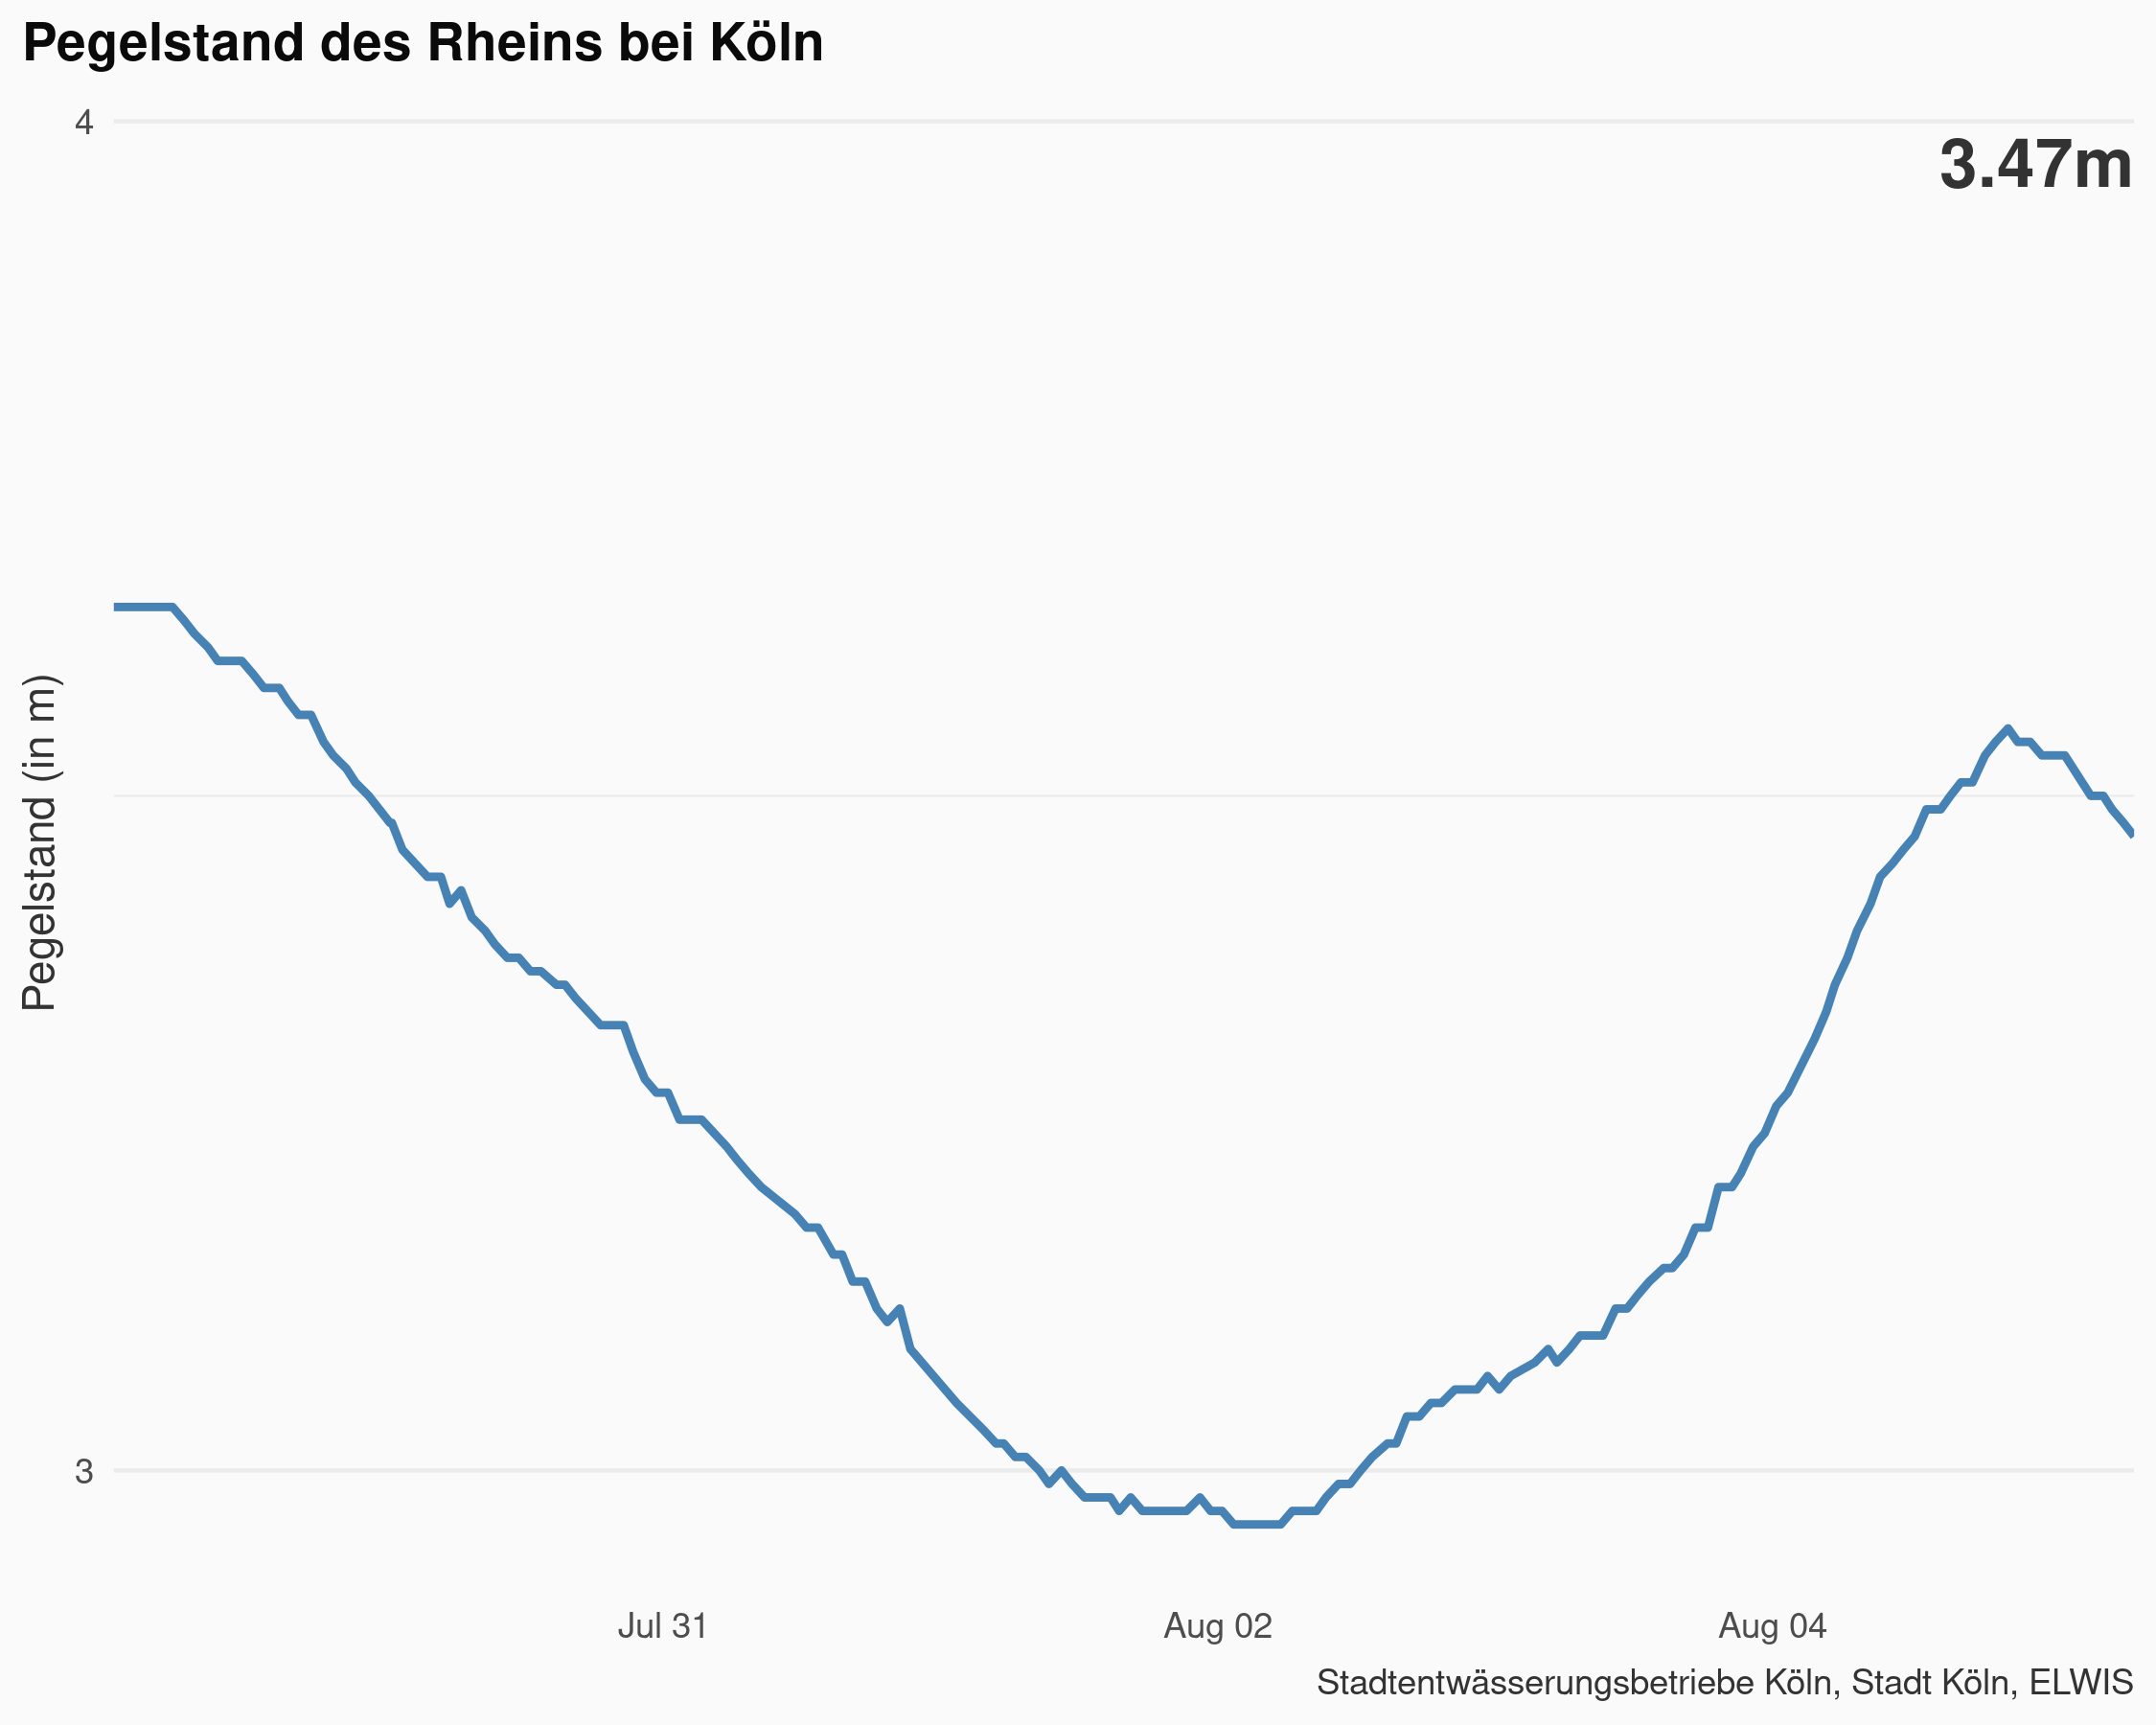 Pegelstand des Rheins bei Köln
4
3.47m
Pegelstand (in m)
3
Jul 31
Aug 02
Aug 04
Stadtentwässerungsbetriebe Köln, Stadt Köln, ELWIS